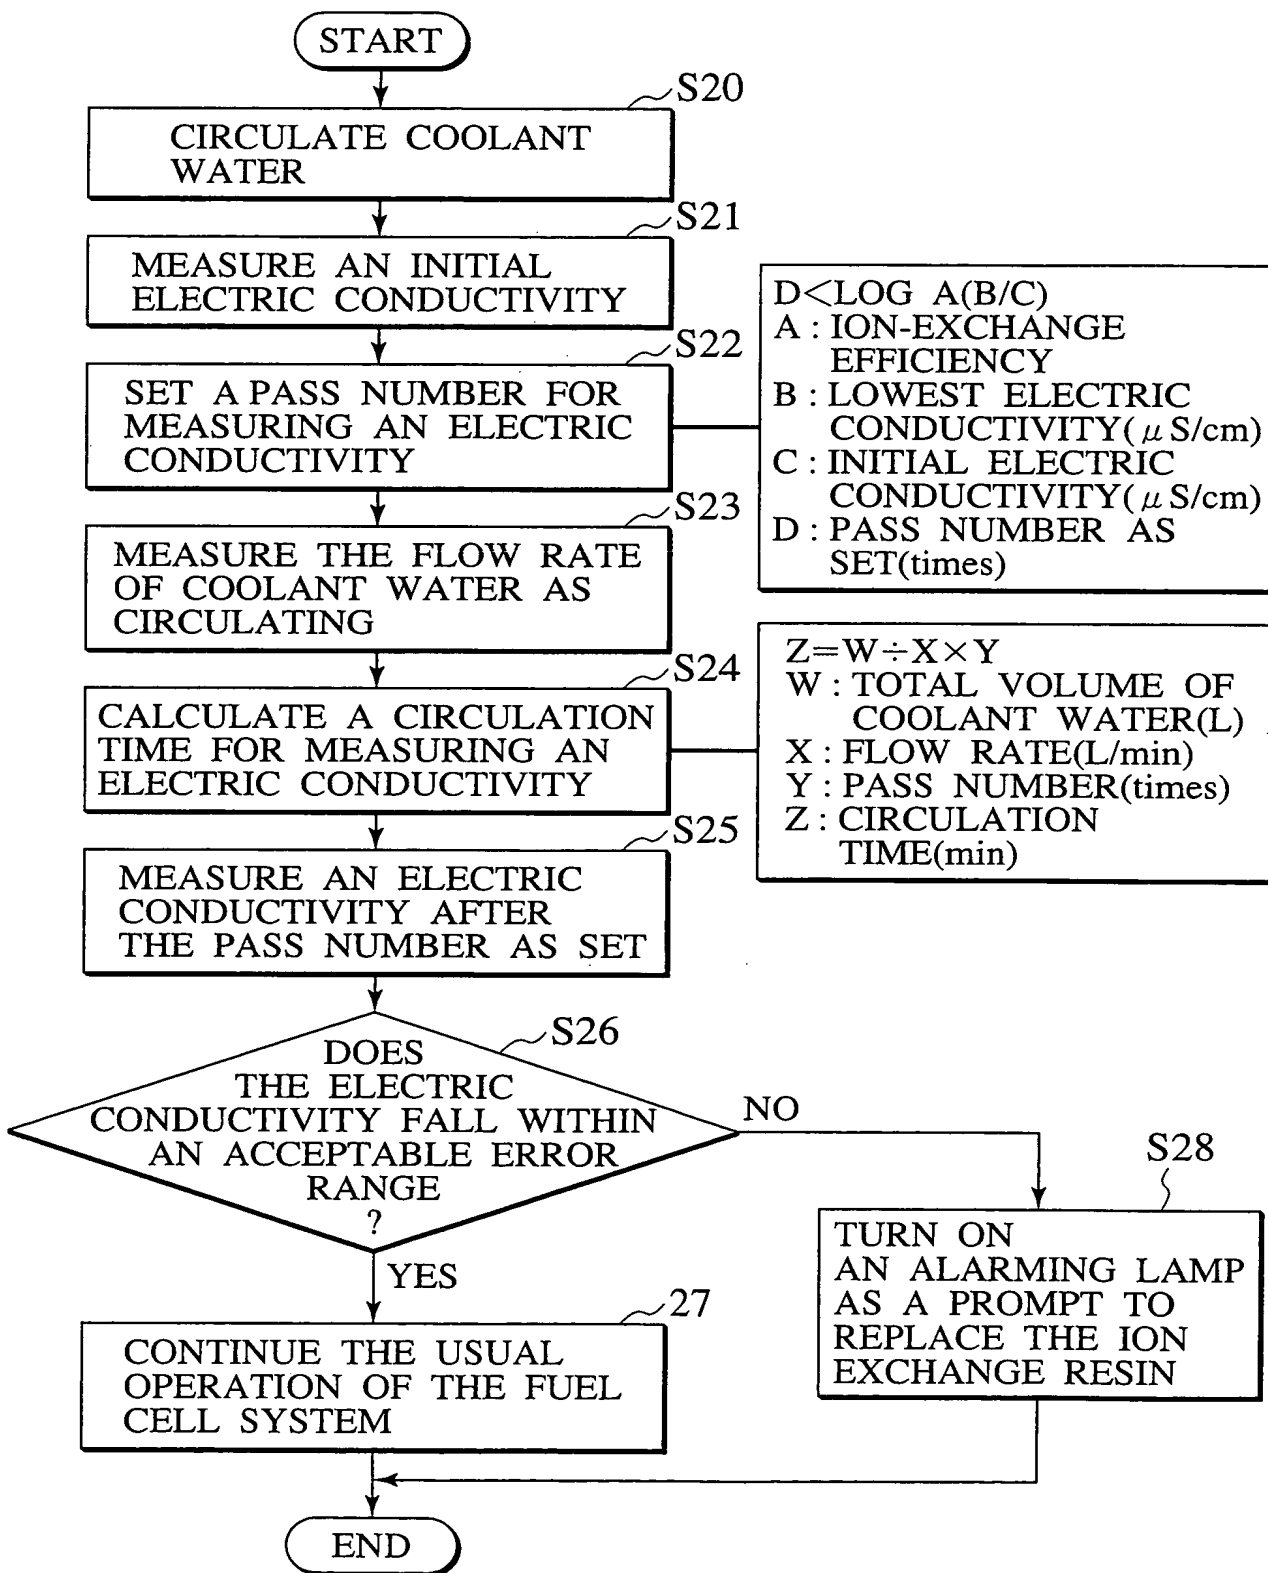 START
S20
CIRCULATE COOLANT
WATER
S21
MEASURE AN INITIAL
ELECTRIC CONDUCTIVITY
S22
SET A PASS NUMBER FOR
MEASURING AN ELECTRIC
CONDUCTIVITY
D<LOG A(B/C)
A : ION-EXCHANGE
EFFICIENCY
B : LOWEST ELECTRIC
CONDUCTIVITY(μS/cm)
C : INITIAL ELECTRIC
CONDUCTIVITY(μS/cm)
D : PASS NUMBER AS
SET(times)
S23
MEASURE THE FLOW RATE
OF COOLANT WATER AS
CIRCULATING
S24
CALCULATE A CIRCULATION
TIME FOR MEASURING AN
ELECTRIC CONDUCTIVITY
Z=W÷X×Y
W : TOTAL VOLUME OF
COOLANT WATER(L)
X : FLOW RATE(L/min)
Y : PASS NUMBER(times)
Z : CIRCULATION
TIME(min)
S25
MEASURE AN ELECTRIC
CONDUCTIVITY AFTER
THE PASS NUMBER AS SET
S26
DOES
THE ELECTRIC
CONDUCTIVITY FALL WITHIN
AN ACCEPTABLE ERROR
RANGE
?
NO
YES
S28
TURN ON
AN ALARMING LAMP
AS A PROMPT TO
REPLACE THE ION
EXCHANGE RESIN
27
CONTINUE THE USUAL
OPERATION OF THE FUEL
CELL SYSTEM
END